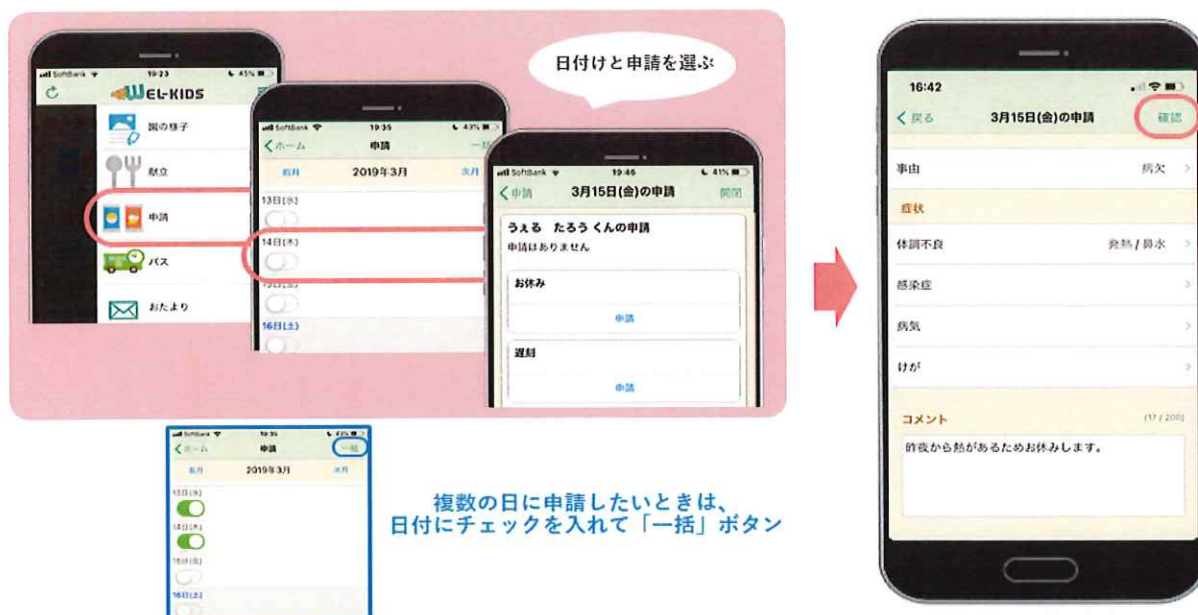 日付けと申請を選ぶ
SoftBank 19:23 45%
WEL-KIDS
園の様子
献立
申請
バス
おたより
SoftBank 19:35 43%
ホーム 申請 一括
前月 2019年3月 次月
13日(水)
14日(木)
16日(土)
SoftBank 19:46 41%
申請 3月15日(金)の申請 開閉
うぇる たろう くんの申請
申請はありません
お休み
申請
遅刻
申請
16:42
戻る 3月15日(金)の申請 確認
事由 病欠
症状
体調不良 発熱 / 鼻水
感染症
病気
けが
コメント (17 / 200)
昨夜から熱があるためお休みします。
SoftBank 19:35 43%
ホーム 申請 一括
前月 2019年3月 次月
13日(水)
14日(木)
15日(金)
16日(土)
複数の日に申請したいときは、
日付にチェックを入れて「一括」ボタン